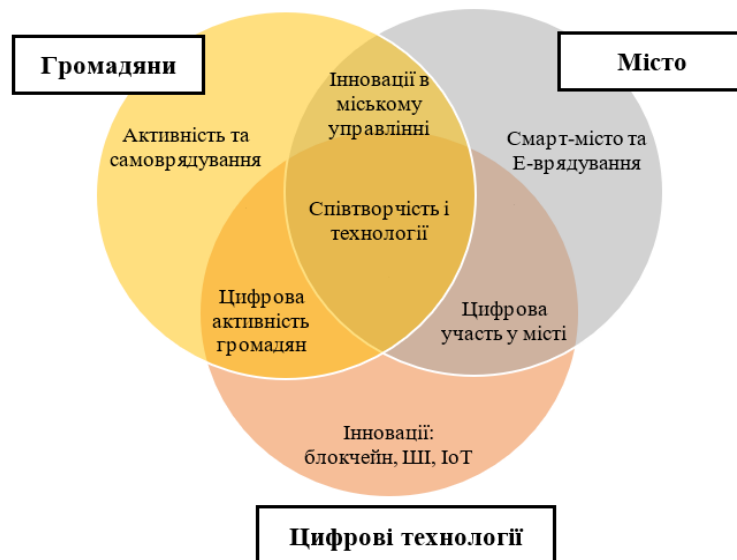 Громадяни
Місто
Інновації в
міському
управлінні
Активність та
самоврядування
Смарт-місто та
Е-врядування
Співтворчість і
технології
Цифрова
активність
громадян
Цифрова
участь у місті
Інновації:
блокчейн, ШІ, IoT
Цифрові технології